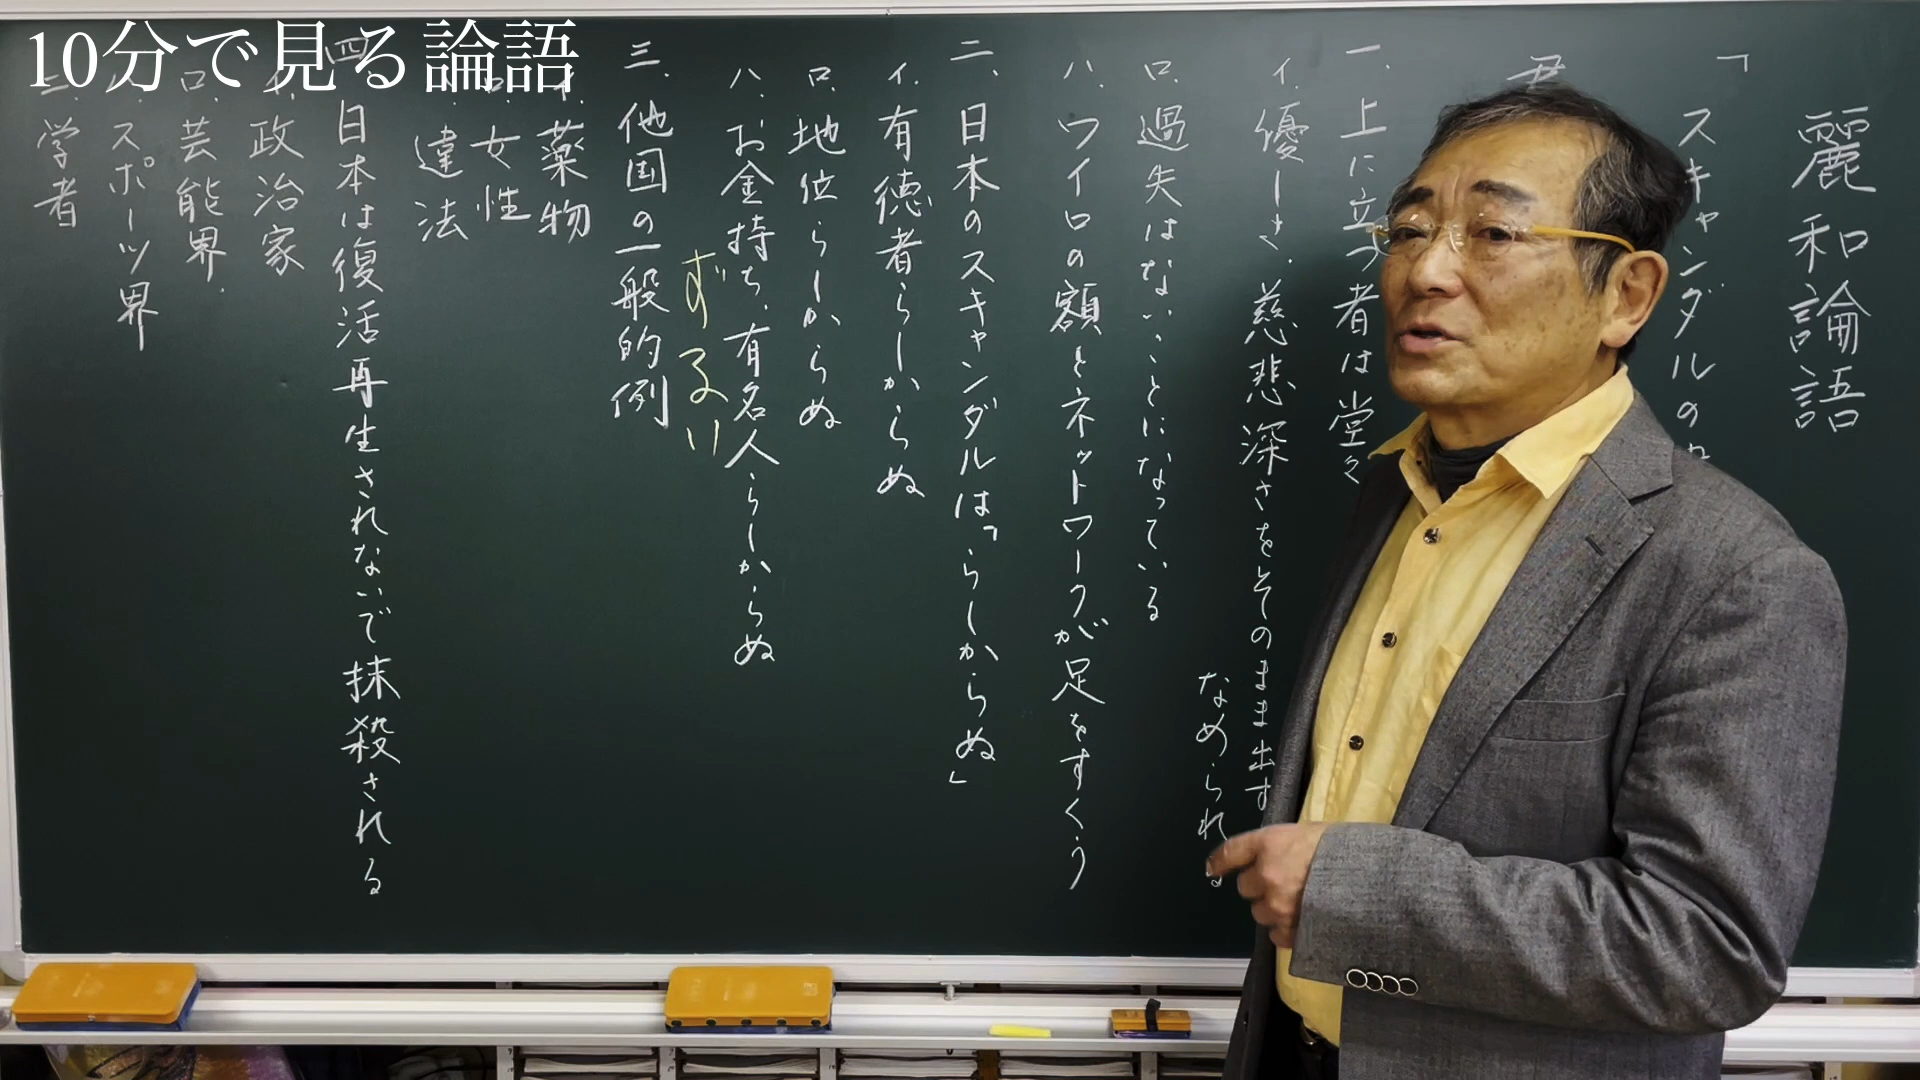 10分で見る論語
麗和論語
「スキャンダルの
君
一、上に立つ者は堂々
イ、優しさ、慈悲深さをそのまま出す
なめられる
ロ、過失はないことになっている
ハ、ワイロの額とネットワークが足をすくう
二、日本のスキャンダルは「らしからぬ」
イ、有徳者らしからぬ
ロ、地位らしからぬ
ハ、お金持ち、有名人らしからぬ
ずるい
三、他国の一般的例
イ、薬物
ロ、女性
違法
四、日本は復活再生されないで抹殺される
イ、政治家
ロ、芸能界
ハ、スポーツ界
ニ、学者